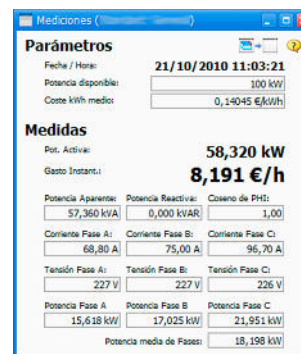 Mediciones (
Parámetros
Fecha / Hora: 21/10/2010 11:03:21
Potencia disponible: 100 kW
Coste kWh medio: 0,14045 €/kWh
Medidas
Pot. Activa: 58,320 kW
Gasto Instant.: 8,191 €/h
Potencia Aparente: Potencia Reactiva: Coseno de PHI:
57,360 kVA 0,000 kVAR 1,00
Corriente Fase A: Corriente Fase B: Corriente Fase C:
68,80 A 75,00 A 96,70 A
Tensión Fase A: Tensión Fase B: Tensión Fase C:
227 V 227 V 226 V
Potencia Fase A Potencia Fase B Potencia Fase C
15,618 kW 17,025 kW 21,951 kW
Potencia media de Fases: 18,198 kW